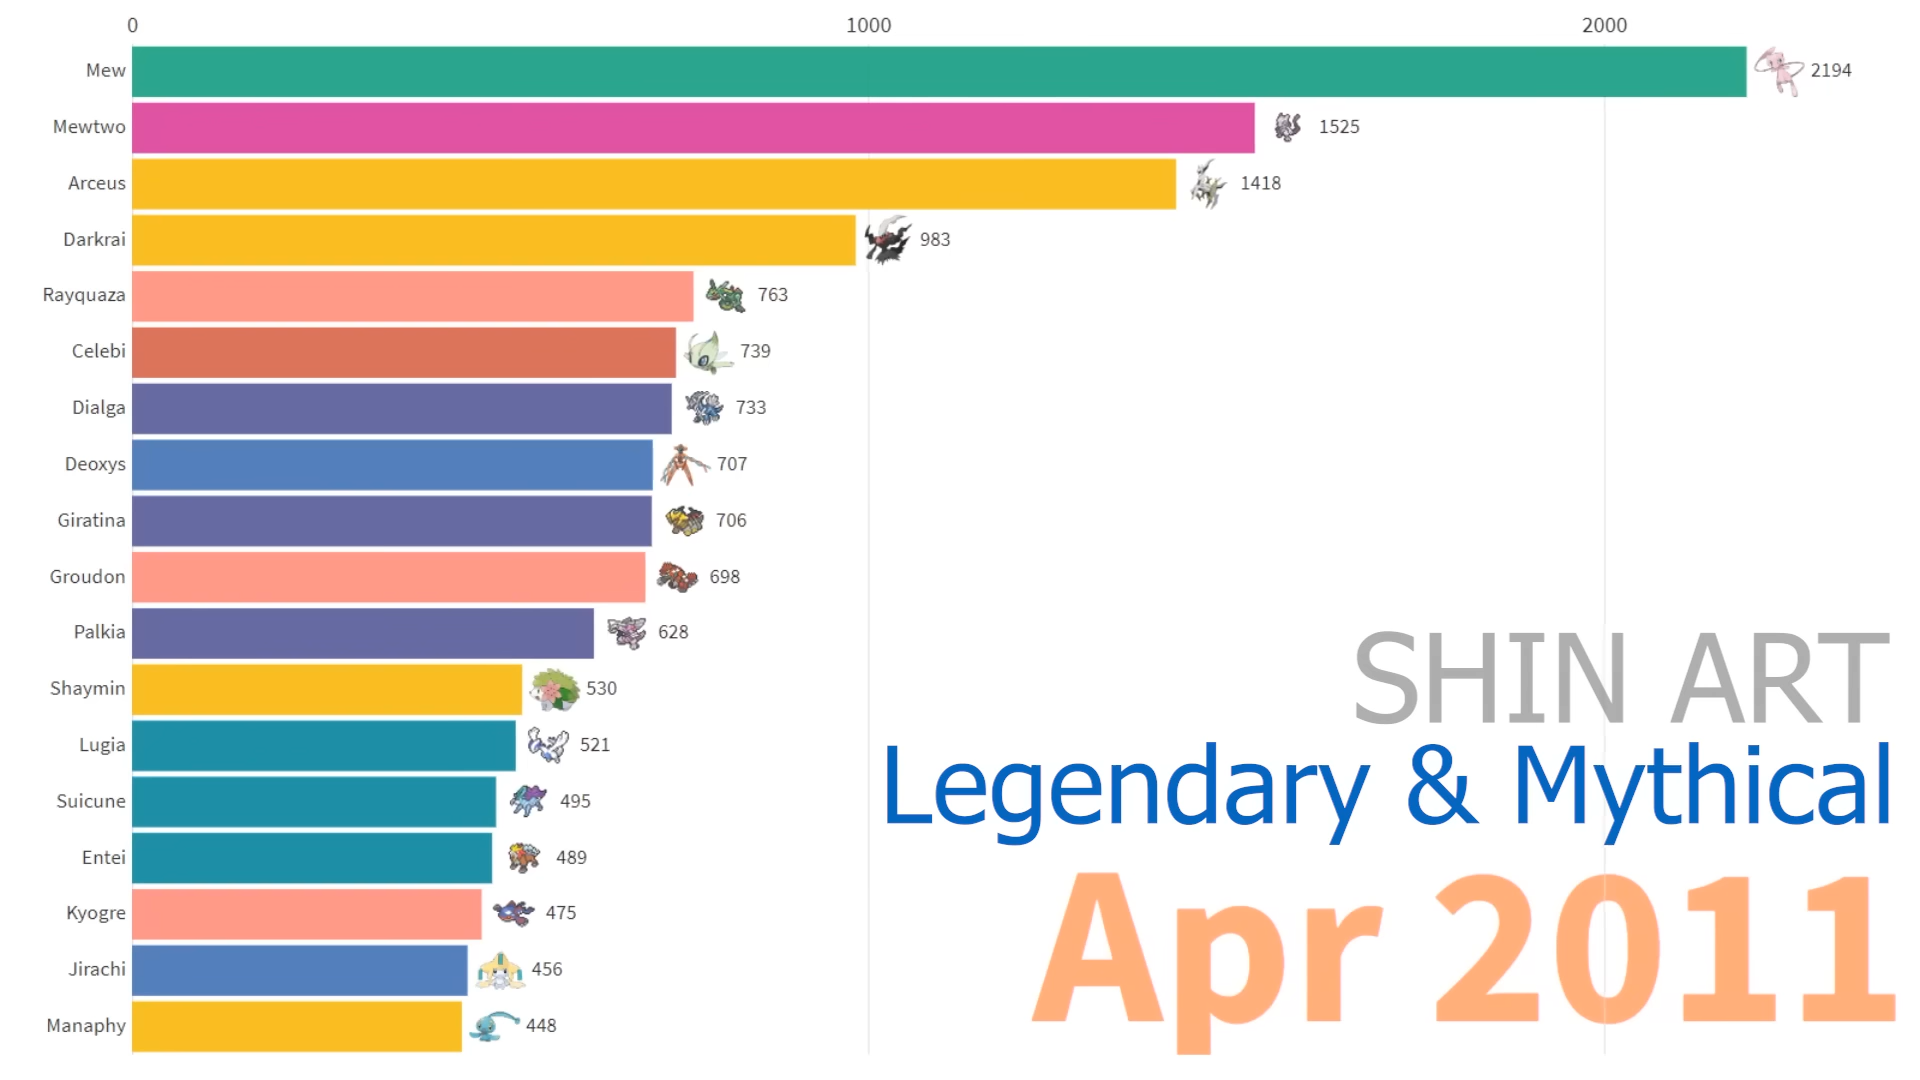 0 1000 2000
Mew 2194
Mewtwo 1525
Arceus 1418
Darkrai 983
Rayquaza 763
Celebi 739
Dialga 733
Deoxys 707
Giratina 706
Groudon 698
Palkia 628
Shaymin 530
Lugia 521
Suicune 495
Entei 489
Kyogre 475
Jirachi 456
Manaphy 448
SHIN ART
Legendary & Mythical
Apr 2011